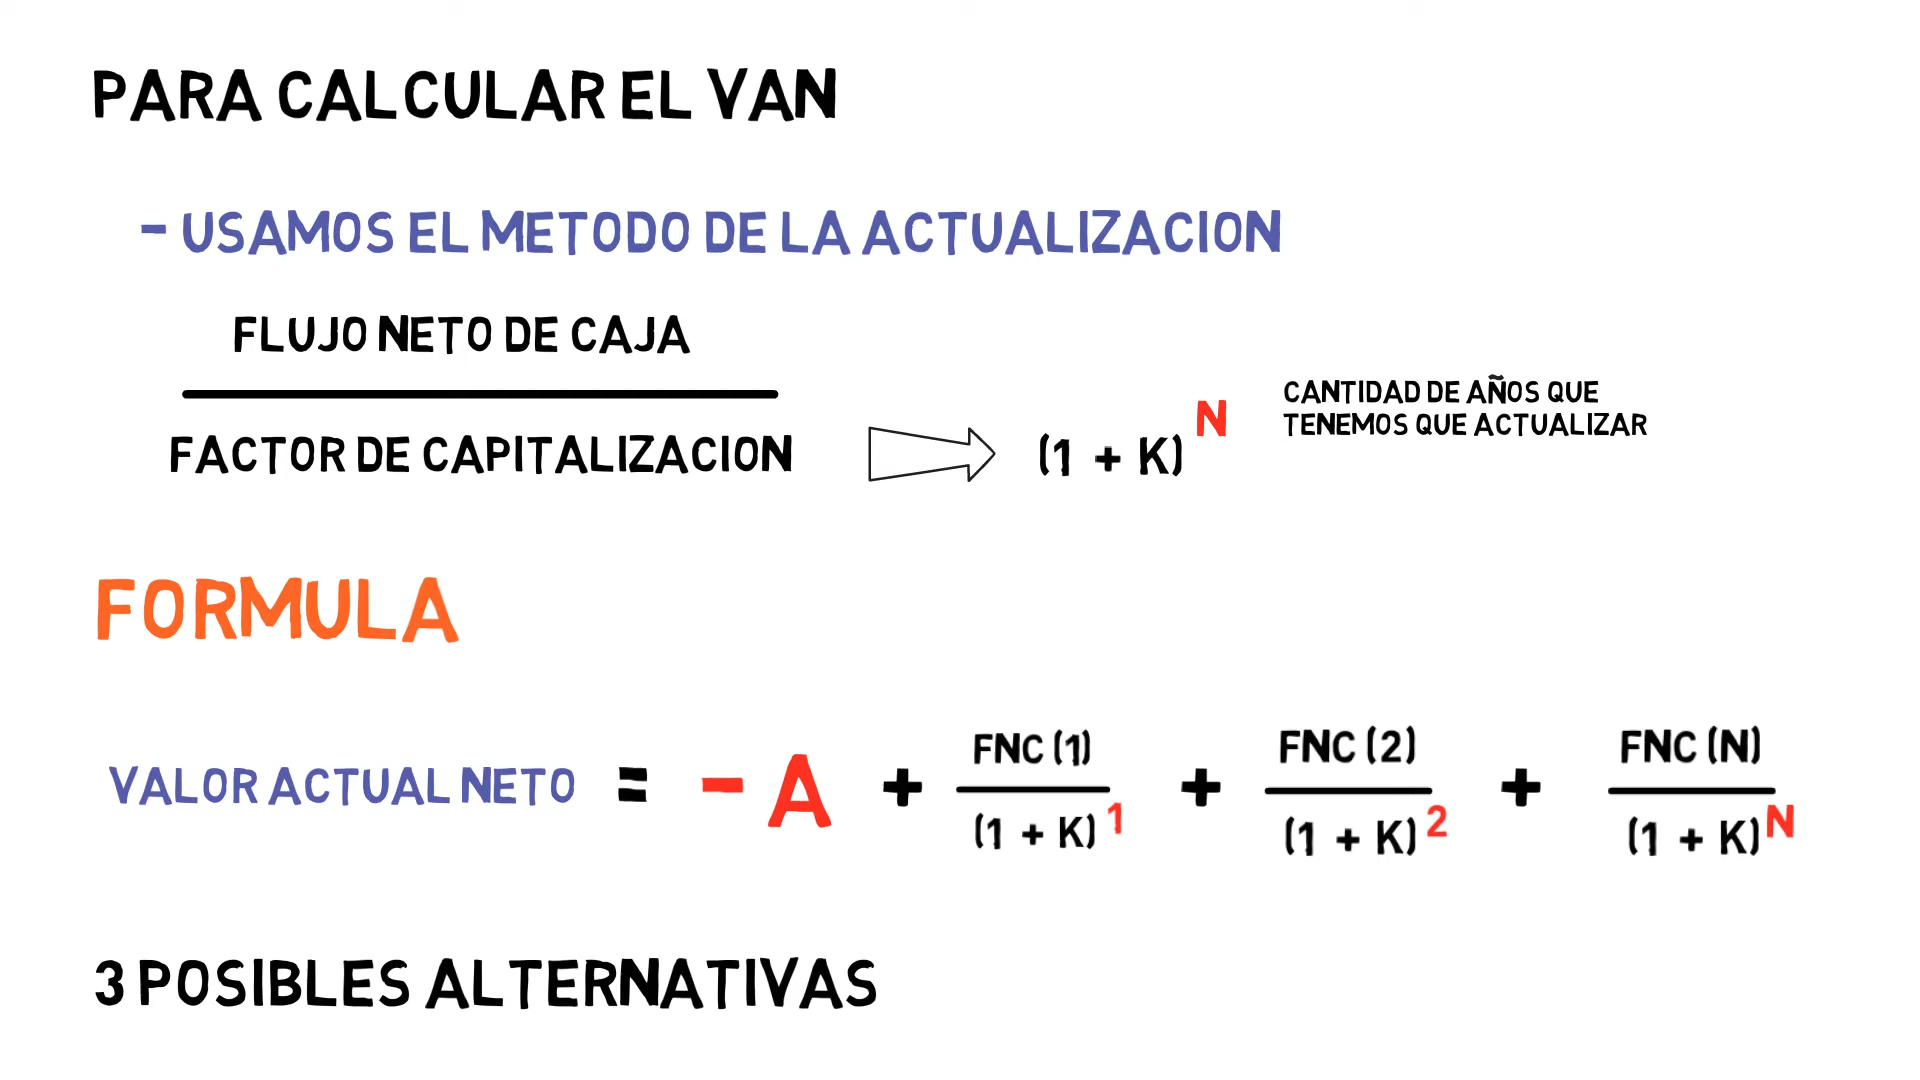 PARA CALCULAR EL VAN
- USAMOS EL METODO DE LA ACTUALIZACION
FLUJO NETO DE CAJA
FACTOR DE CAPITALIZACION
(1 + K) N
CANTIDAD DE AÑOS QUE
TENEMOS QUE ACTUALIZAR
FORMULA
VALOR ACTUAL NETO = - A + FNC (1) / (1 + K) 1 + FNC (2) / (1 + K) 2 + FNC (N) / (1 + K) N
3 POSIBLES ALTERNATIVAS